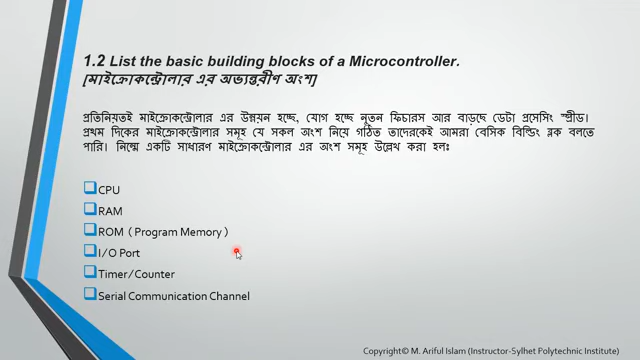 1.2 List the basic building blocks of a Microcontroller.
[মাইক্রোকন্ট্রোলার এর অভ্যন্তরীণ অংশ]
প্রতিনিয়তই মাইক্রোকন্ট্রোলার এর উন্নয়ন হচ্ছে, যোগ হচ্ছে নূতন ফিচারস আর বাড়ছে ডেটা প্রসেসিং স্প্রীড।
প্রথম দিকের মাইক্রোকন্ট্রোলার সমূহ যে সকল অংশ নিয়ে গঠিত তাদেরকেই আমরা বেসিক বিল্ডিং ব্লক বলতে
পারি। নিম্মে একটি সাধারণ মাইক্রোকন্ট্রোলার এর অংশ সমূহ উল্লেখ করা হলঃ
CPU
RAM
ROM ( Program Memory )
I/O Port
Timer/Counter
Serial Communication Channel
Copyright© M. Ariful Islam (Instructor-Sylhet Polytechnic Institute)